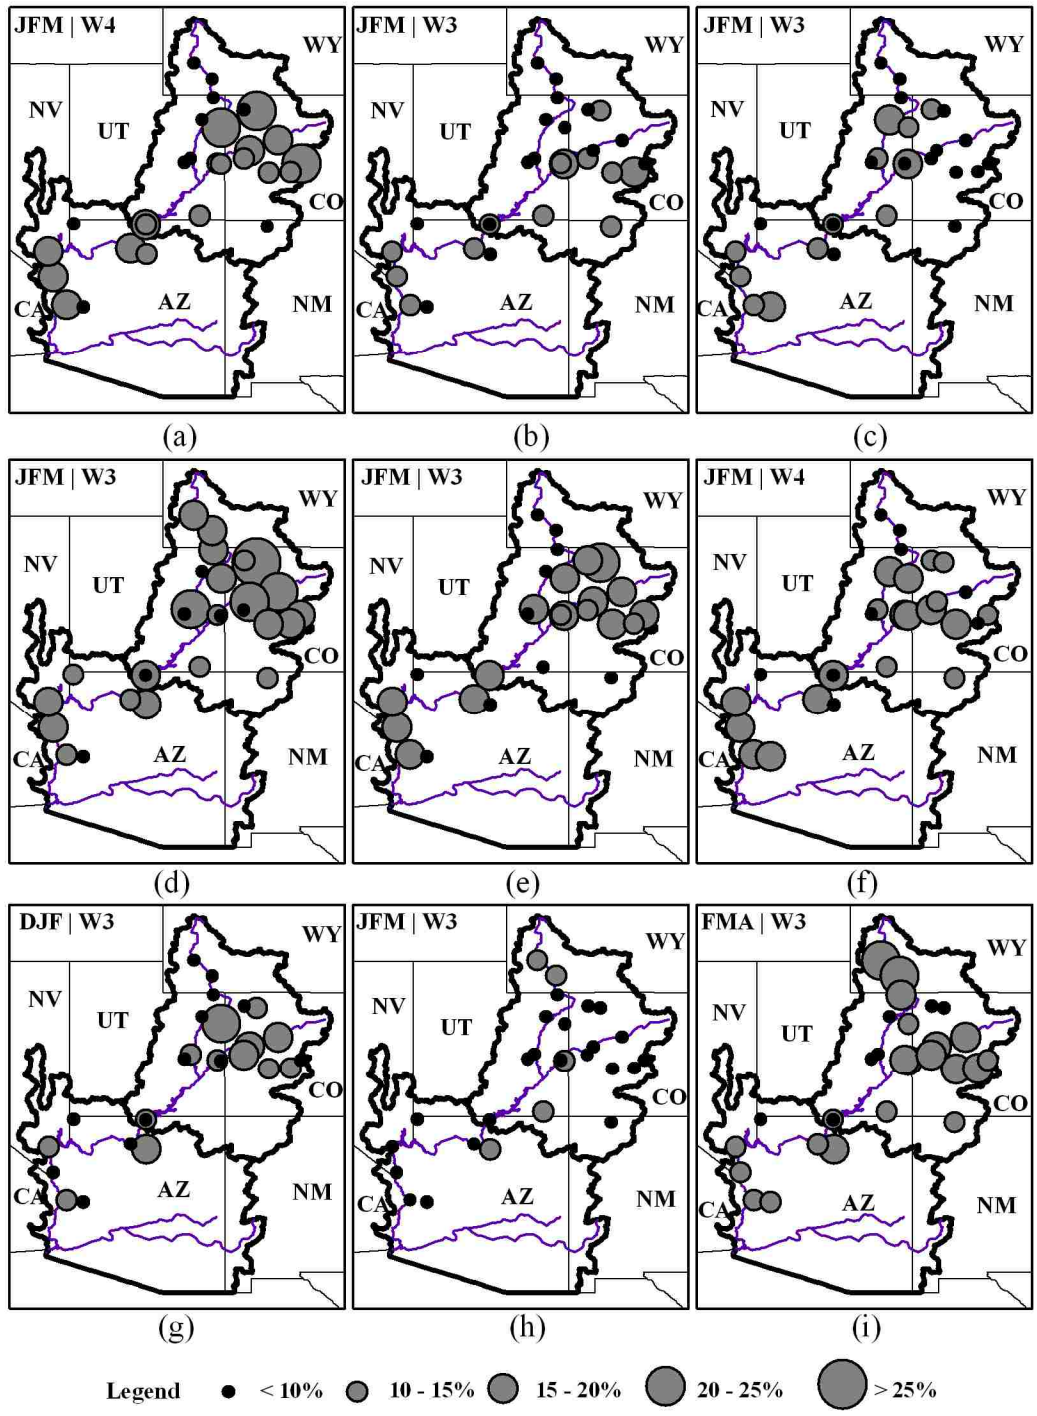 JFM | W4
WY
NV
UT
CO
CA
AZ
NM
(a)
JFM | W3
WY
NV
UT
CO
CA
AZ
NM
(b)
JFM | W3
WY
NV
UT
CO
CA
AZ
NM
(c)
JFM | W3
WY
NV
UT
CO
CA
AZ
NM
(d)
JFM | W3
WY
NV
UT
CO
CA
AZ
NM
(e)
JFM | W4
WY
NV
UT
CO
CA
AZ
NM
(f)
DJF | W3
WY
NV
UT
CO
CA
AZ
NM
(g)
JFM | W3
WY
NV
UT
CO
CA
AZ
NM
(h)
FMA | W3
WY
NV
UT
CO
CA
AZ
NM
(i)
Legend < 10% 10 - 15% 15 - 20% 20 - 25% > 25%